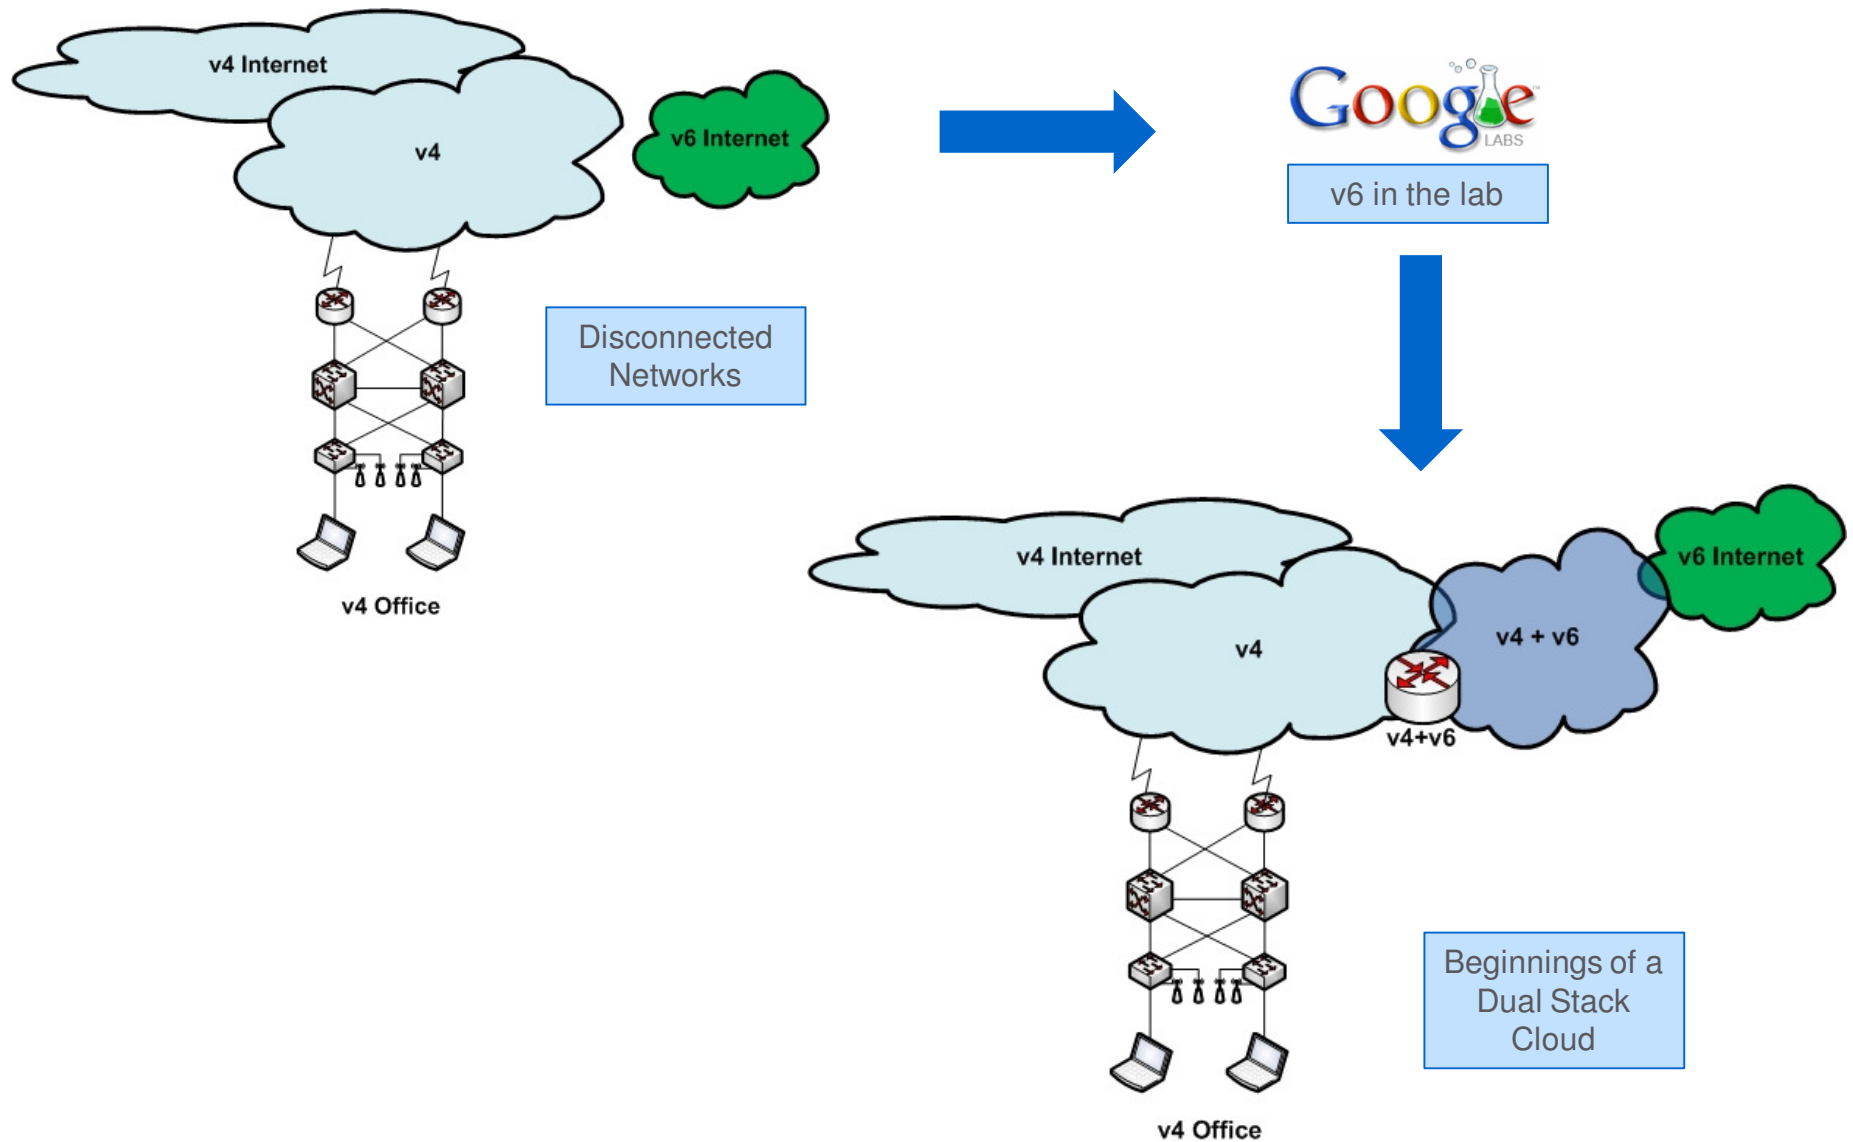 v4 Internet
v4
v6 Internet
Google
LABS
v6 in the lab
Disconnected
Networks
v4 Office
v4 Internet
v4
v4 + v6
v6 Internet
v4+v6
Beginnings of a
Dual Stack
Cloud
v4 Office